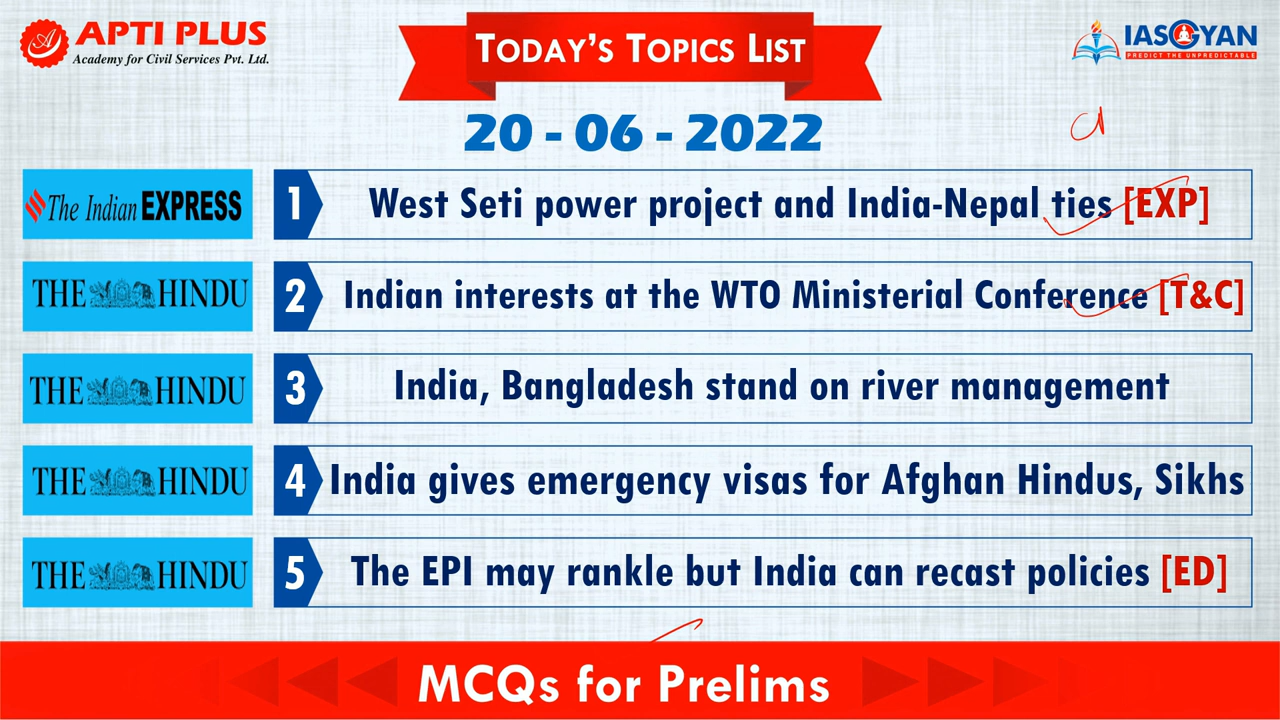 APTI PLUS
Academy for Civil Services Pvt. Ltd.
TODAY'S TOPICS LIST
IASGYAN
PREDICT THE UNPREDICTABLE
20 - 06 - 2022
The Indian EXPRESS
1
West Seti power project and India-Nepal ties [EXP]
THE HINDU
2
Indian interests at the WTO Ministerial Conference [T&C]
THE HINDU
3
India, Bangladesh stand on river management
THE HINDU
4
India gives emergency visas for Afghan Hindus, Sikhs
THE HINDU
5
The EPI may rankle but India can recast policies [ED]
MCQs for Prelims